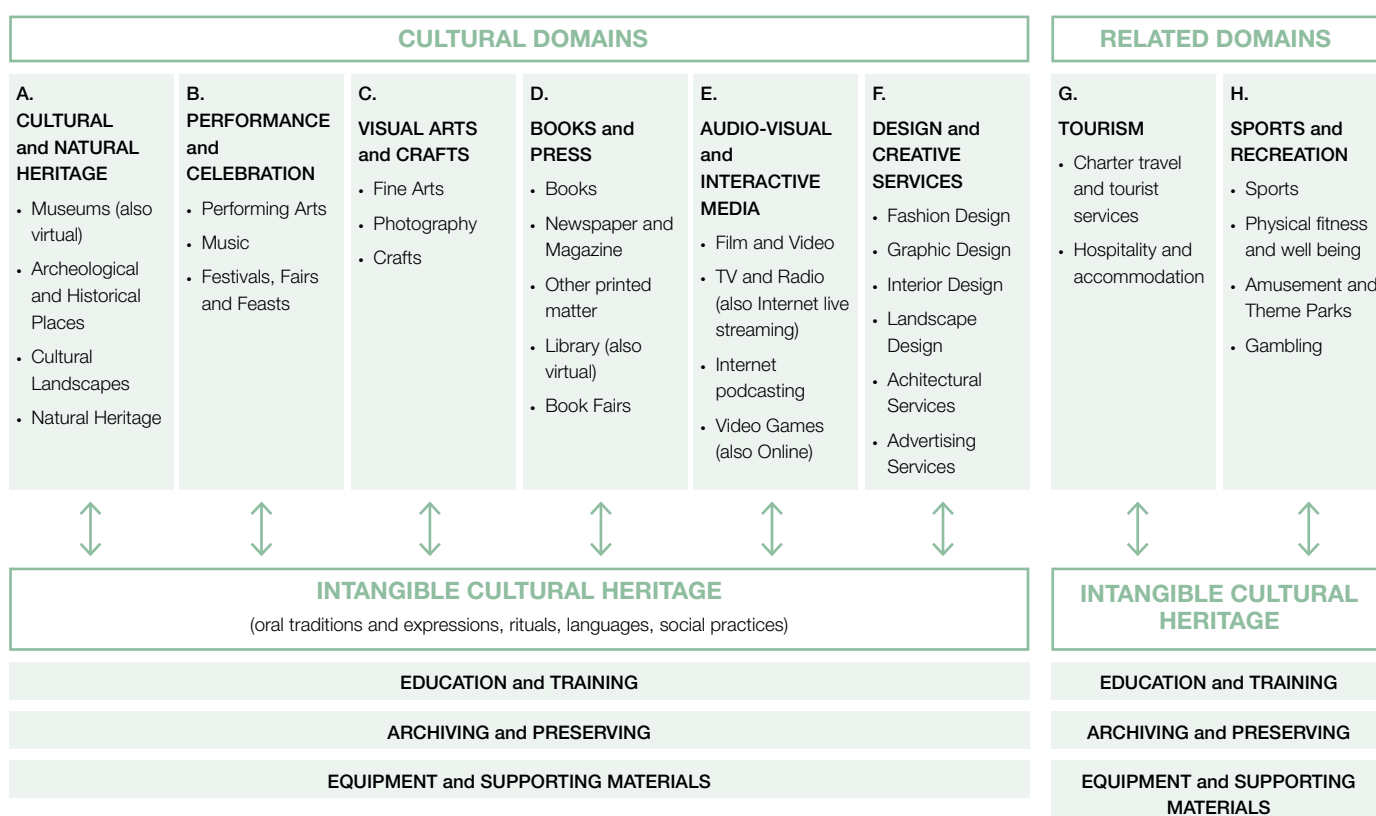 CULTURAL DOMAINS
RELATED DOMAINS
A.
CULTURAL
and NATURAL
HERITAGE
• Museums (also
virtual)
• Archeological
and Historical
Places
• Cultural
Landscapes
• Natural Heritage
B.
PERFORMANCE
and
CELEBRATION
• Performing Arts
• Music
• Festivals, Fairs
and Feasts
C.
VISUAL ARTS
and CRAFTS
• Fine Arts
• Photography
• Crafts
D.
BOOKS and
PRESS
• Books
• Newspaper and
Magazine
• Other printed
matter
• Library (also
virtual)
• Book Fairs
E.
AUDIO-VISUAL
and
INTERACTIVE
MEDIA
• Film and Video
• TV and Radio
(also Internet live
streaming)
• Internet
podcasting
• Video Games
(also Online)
F.
DESIGN and
CREATIVE
SERVICES
• Fashion Design
• Graphic Design
• Interior Design
• Landscape
Design
• Achitectural
Services
• Advertising
Services
G.
TOURISM
• Charter travel
and tourist
services
• Hospitality and
accommodation
H.
SPORTS and
RECREATION
• Sports
• Physical fitness
and well being
• Amusement and
Theme Parks
• Gambling
INTANGIBLE CULTURAL HERITAGE
(oral traditions and expressions, rituals, languages, social practices)
EDUCATION and TRAINING
ARCHIVING and PRESERVING
EQUIPMENT and SUPPORTING MATERIALS
INTANGIBLE CULTURAL
HERITAGE
EDUCATION and TRAINING
ARCHIVING and PRESERVING
EQUIPMENT and SUPPORTING
MATERIALS